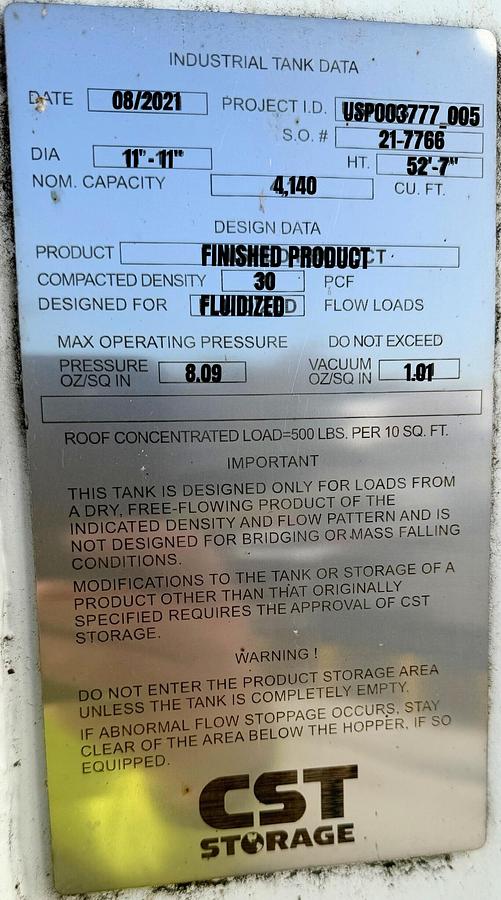 INDUSTRIAL TANK DATA
DATE 08/2021 PROJECT I.D. USP003777_005
S.O. # 21-7766
DIA 11'-11" HT. 52'-7"
NOM. CAPACITY 4,140 CU. FT.
DESIGN DATA
PRODUCT FINISHED PRODUCT
COMPACTED DENSITY 30 PCF
DESIGNED FOR FLUIDIZED FLOW LOADS
MAX OPERATING PRESSURE DO NOT EXCEED
PRESSURE OZ/SQ IN 8.09 VACUUM OZ/SQ IN 1.01
ROOF CONCENTRATED LOAD=500 LBS. PER 10 SQ. FT.
IMPORTANT
THIS TANK IS DESIGNED ONLY FOR LOADS FROM
A DRY, FREE-FLOWING PRODUCT OF THE
INDICATED DENSITY AND FLOW PATTERN AND IS
NOT DESIGNED FOR BRIDGING OR MASS FALLING
CONDITIONS.
MODIFICATIONS TO THE TANK OR STORAGE OF A
PRODUCT OTHER THAN THAT ORIGINALLY
SPECIFIED REQUIRES THE APPROVAL OF CST
STORAGE.
WARNING !
DO NOT ENTER THE PRODUCT STORAGE AREA
UNLESS THE TANK IS COMPLETELY EMPTY.
IF ABNORMAL FLOW STOPPAGE OCCURS, STAY
CLEAR OF THE AREA BELOW THE HOPPER, IF SO
EQUIPPED.
CST
STORAGE